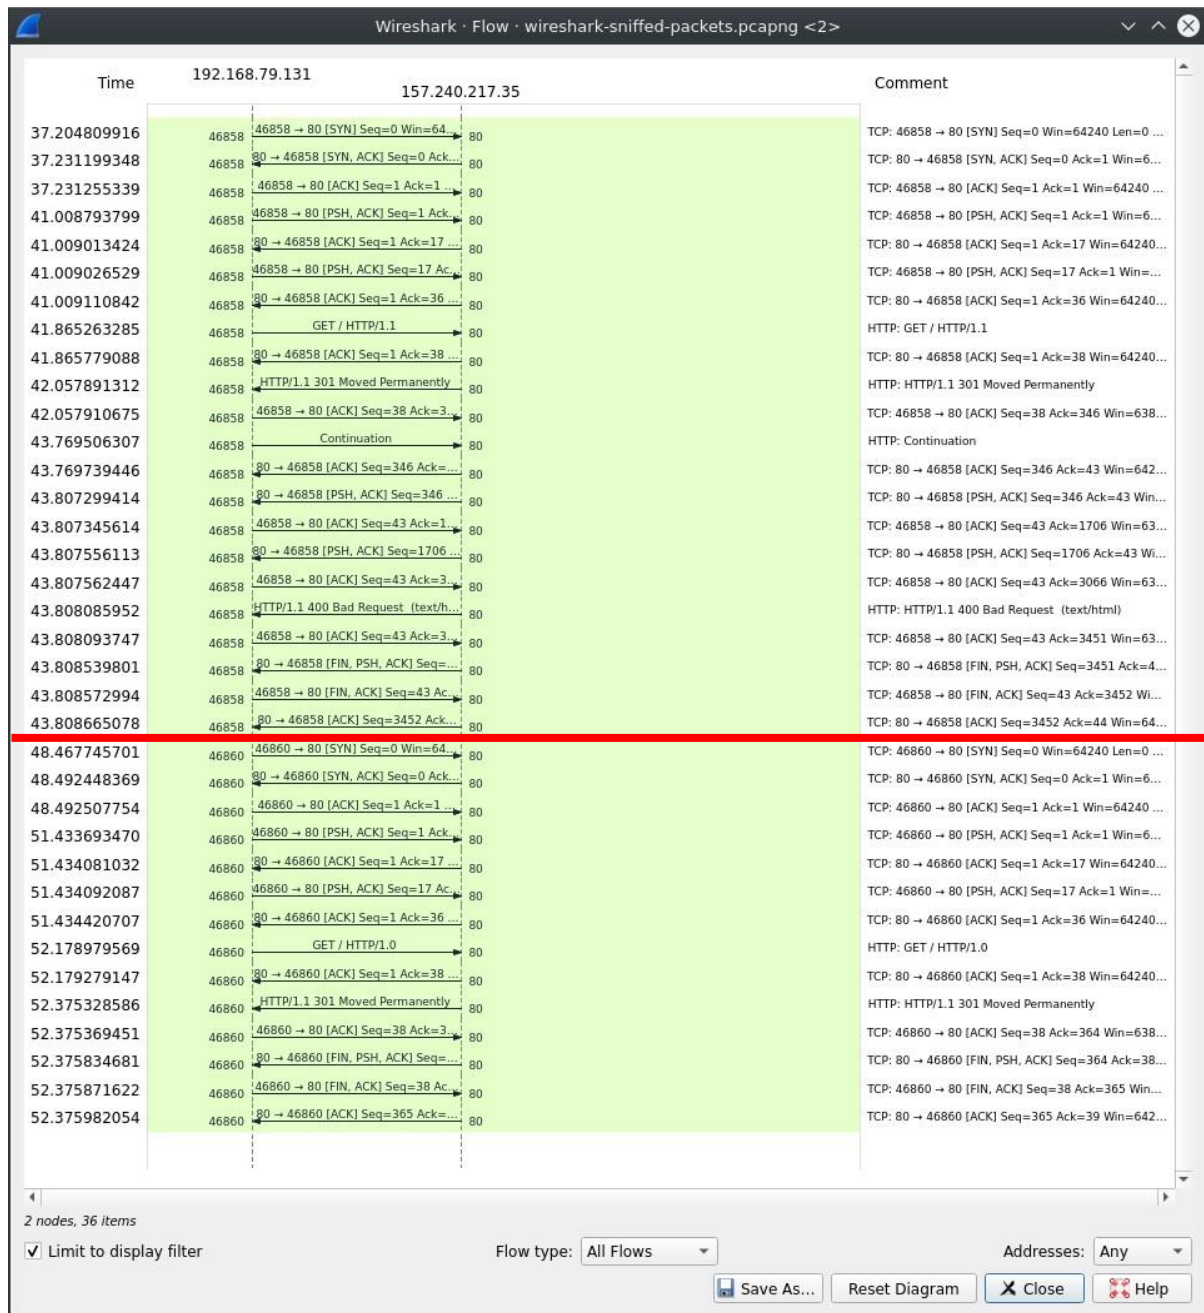 Wireshark · Flow · wireshark-sniffed-packets.pcapng <2>
Time 192.168.79.131 157.240.217.35 Comment
37.204809916 46858 46858 → 80 [SYN] Seq=0 Win=64... 80 TCP: 46858 → 80 [SYN] Seq=0 Win=64240 Len=0 ...
37.231199348 46858 80 → 46858 [SYN, ACK] Seq=0 Ack... 80 TCP: 80 → 46858 [SYN, ACK] Seq=0 Ack=1 Win=6...
37.231255339 46858 46858 → 80 [ACK] Seq=1 Ack=1 ... 80 TCP: 46858 → 80 [ACK] Seq=1 Ack=1 Win=64240 ...
41.008793799 46858 46858 → 80 [PSH, ACK] Seq=1 Ack... 80 TCP: 46858 → 80 [PSH, ACK] Seq=1 Ack=1 Win=6...
41.009013424 46858 80 → 46858 [ACK] Seq=1 Ack=17 ... 80 TCP: 80 → 46858 [ACK] Seq=1 Ack=17 Win=64240...
41.009026529 46858 46858 → 80 [PSH, ACK] Seq=17 Ac... 80 TCP: 46858 → 80 [PSH, ACK] Seq=17 Ack=1 Win=...
41.009110842 46858 80 → 46858 [ACK] Seq=1 Ack=36 ... 80 TCP: 80 → 46858 [ACK] Seq=1 Ack=36 Win=64240...
41.865263285 46858 GET / HTTP/1.1 80 HTTP: GET / HTTP/1.1
41.865779088 46858 80 → 46858 [ACK] Seq=1 Ack=38 ... 80 TCP: 80 → 46858 [ACK] Seq=1 Ack=38 Win=64240...
42.057891312 46858 HTTP/1.1 301 Moved Permanently 80 HTTP: HTTP/1.1 301 Moved Permanently
42.057910675 46858 46858 → 80 [ACK] Seq=38 Ack=3... 80 TCP: 46858 → 80 [ACK] Seq=38 Ack=346 Win=638...
43.769506307 46858 Continuation 80 HTTP: Continuation
43.769739446 46858 80 → 46858 [ACK] Seq=346 Ack=... 80 TCP: 80 → 46858 [ACK] Seq=346 Ack=43 Win=642...
43.807299414 46858 80 → 46858 [PSH, ACK] Seq=346 ... 80 TCP: 80 → 46858 [PSH, ACK] Seq=346 Ack=43 Win...
43.807345614 46858 46858 → 80 [ACK] Seq=43 Ack=1... 80 TCP: 46858 → 80 [ACK] Seq=43 Ack=1706 Win=63...
43.807556113 46858 80 → 46858 [PSH, ACK] Seq=1706 ... 80 TCP: 80 → 46858 [PSH, ACK] Seq=1706 Ack=43 Wi...
43.807562447 46858 46858 → 80 [ACK] Seq=43 Ack=3... 80 TCP: 46858 → 80 [ACK] Seq=43 Ack=3066 Win=63...
43.808085952 46858 HTTP/1.1 400 Bad Request (text/h... 80 HTTP: HTTP/1.1 400 Bad Request (text/html)
43.808093747 46858 46858 → 80 [ACK] Seq=43 Ack=3... 80 TCP: 46858 → 80 [ACK] Seq=43 Ack=3451 Win=63...
43.808539801 46858 80 → 46858 [FIN, PSH, ACK] Seq=... 80 TCP: 80 → 46858 [FIN, PSH, ACK] Seq=3451 Ack=4...
43.808572994 46858 46858 → 80 [FIN, ACK] Seq=43 Ac... 80 TCP: 46858 → 80 [FIN, ACK] Seq=43 Ack=3452 Wi...
43.808665078 46858 80 → 46858 [ACK] Seq=3452 Ack... 80 TCP: 80 → 46858 [ACK] Seq=3452 Ack=44 Win=64...
48.467745701 46860 46860 → 80 [SYN] Seq=0 Win=64... 80 TCP: 46860 → 80 [SYN] Seq=0 Win=64240 Len=0 ...
48.492448369 46860 80 → 46860 [SYN, ACK] Seq=0 Ack... 80 TCP: 80 → 46860 [SYN, ACK] Seq=0 Ack=1 Win=6...
48.492507754 46860 46860 → 80 [ACK] Seq=1 Ack=1 ... 80 TCP: 46860 → 80 [ACK] Seq=1 Ack=1 Win=64240 ...
51.433693470 46860 46860 → 80 [PSH, ACK] Seq=1 Ack... 80 TCP: 46860 → 80 [PSH, ACK] Seq=1 Ack=1 Win=6...
51.434081032 46860 80 → 46860 [ACK] Seq=1 Ack=17 ... 80 TCP: 80 → 46860 [ACK] Seq=1 Ack=17 Win=64240...
51.434092087 46860 46860 → 80 [PSH, ACK] Seq=17 Ac... 80 TCP: 46860 → 80 [PSH, ACK] Seq=17 Ack=1 Win=...
51.434420707 46860 80 → 46860 [ACK] Seq=1 Ack=36 ... 80 TCP: 80 → 46860 [ACK] Seq=1 Ack=36 Win=64240...
52.178979569 46860 GET / HTTP/1.0 80 HTTP: GET / HTTP/1.0
52.179279147 46860 80 → 46860 [ACK] Seq=1 Ack=38 ... 80 TCP: 80 → 46860 [ACK] Seq=1 Ack=38 Win=64240...
52.375328586 46860 HTTP/1.1 301 Moved Permanently 80 HTTP: HTTP/1.1 301 Moved Permanently
52.375369451 46860 46860 → 80 [ACK] Seq=38 Ack=3... 80 TCP: 46860 → 80 [ACK] Seq=38 Ack=364 Win=638...
52.375834681 46860 80 → 46860 [FIN, PSH, ACK] Seq=... 80 TCP: 80 → 46860 [FIN, PSH, ACK] Seq=364 Ack=38...
52.375871622 46860 46860 → 80 [FIN, ACK] Seq=38 Ac... 80 TCP: 46860 → 80 [FIN, ACK] Seq=38 Ack=365 Win...
52.375982054 46860 80 → 46860 [ACK] Seq=365 Ack=... 80 TCP: 80 → 46860 [ACK] Seq=365 Ack=39 Win=642...
2 nodes, 36 items
Limit to display filter Flow type: All Flows Addresses: Any
Save As... Reset Diagram Close Help